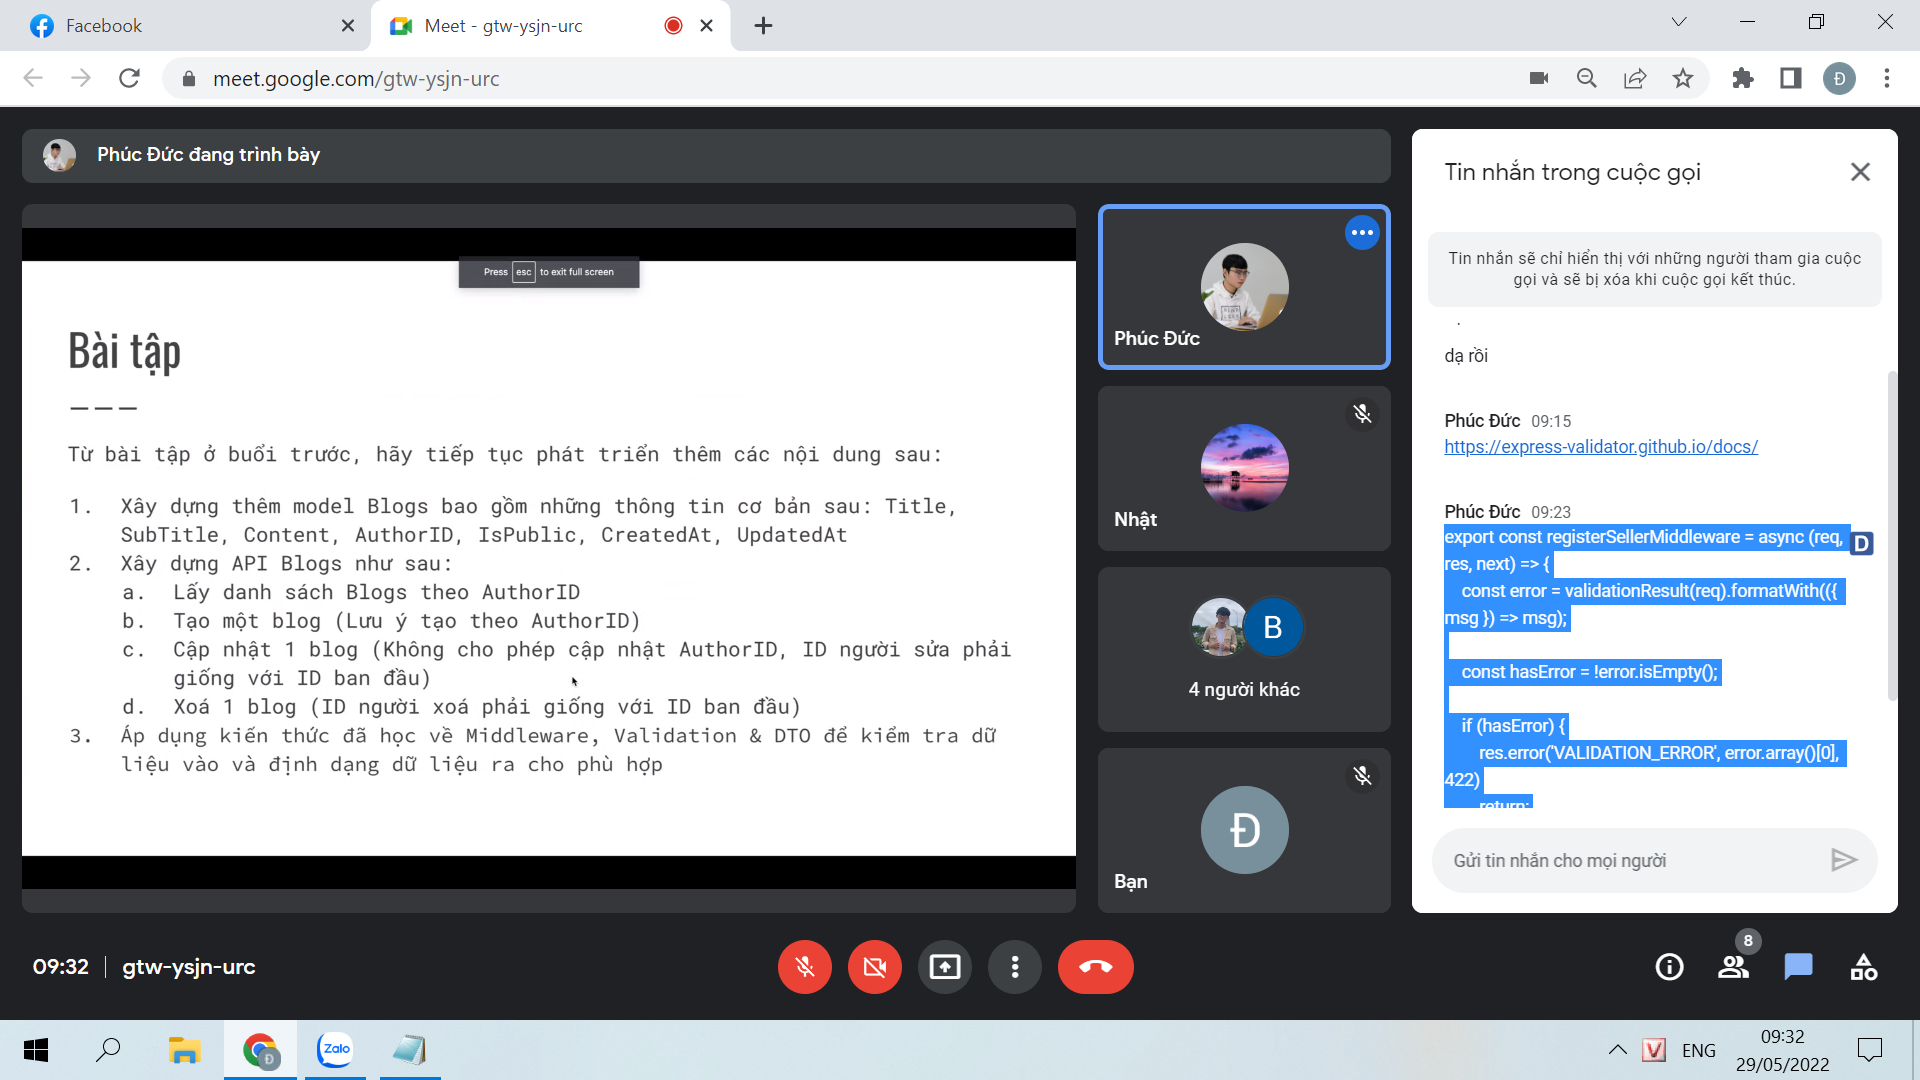 Facebook
Meet - gtw-ysjn-urc
meet.google.com/gtw-ysjn-urc
Đ
Phúc Đức đang trình bày
Press esc to exit full screen
Bài tập
Từ bài tập ở buổi trước, hãy tiếp tục phát triển thêm các nội dung sau:
1. Xây dựng thêm model Blogs bao gồm những thông tin cơ bản sau: Title,
SubTitle, Content, AuthorID, IsPublic, CreatedAt, UpdatedAt
2. Xây dựng API Blogs như sau:
a. Lấy danh sách Blogs theo AuthorID
b. Tạo một blog (Lưu ý tạo theo AuthorID)
c. Cập nhật 1 blog (Không cho phép cập nhật AuthorID, ID người sửa phải
giống với ID ban đầu)
d. Xoá 1 blog (ID người xoá phải giống với ID ban đầu)
3. Áp dụng kiến thức đã học về Middleware, Validation & DTO để kiểm tra dữ
liệu vào và định dạng dữ liệu ra cho phù hợp
Phúc Đức
Nhật
B
4 người khác
Đ
Bạn
Tin nhắn trong cuộc gọi
Tin nhắn sẽ chỉ hiển thị với những người tham gia cuộc
gọi và sẽ bị xóa khi cuộc gọi kết thúc.
dạ rồi
Phúc Đức 09:15
https://express-validator.github.io/docs/
Phúc Đức 09:23
export const registerSellerMiddleware = async (req,
D
res, next) => {
const error = validationResult(req).formatWith(({
msg }) => msg);
const hasError = !error.isEmpty();
if (hasError) {
res.error('VALIDATION_ERROR', error.array()[0],
422)
return;
Gửi tin nhắn cho mọi người
09:32 | gtw-ysjn-urc
8
Đ
Zalo
V
ENG
09:32
29/05/2022